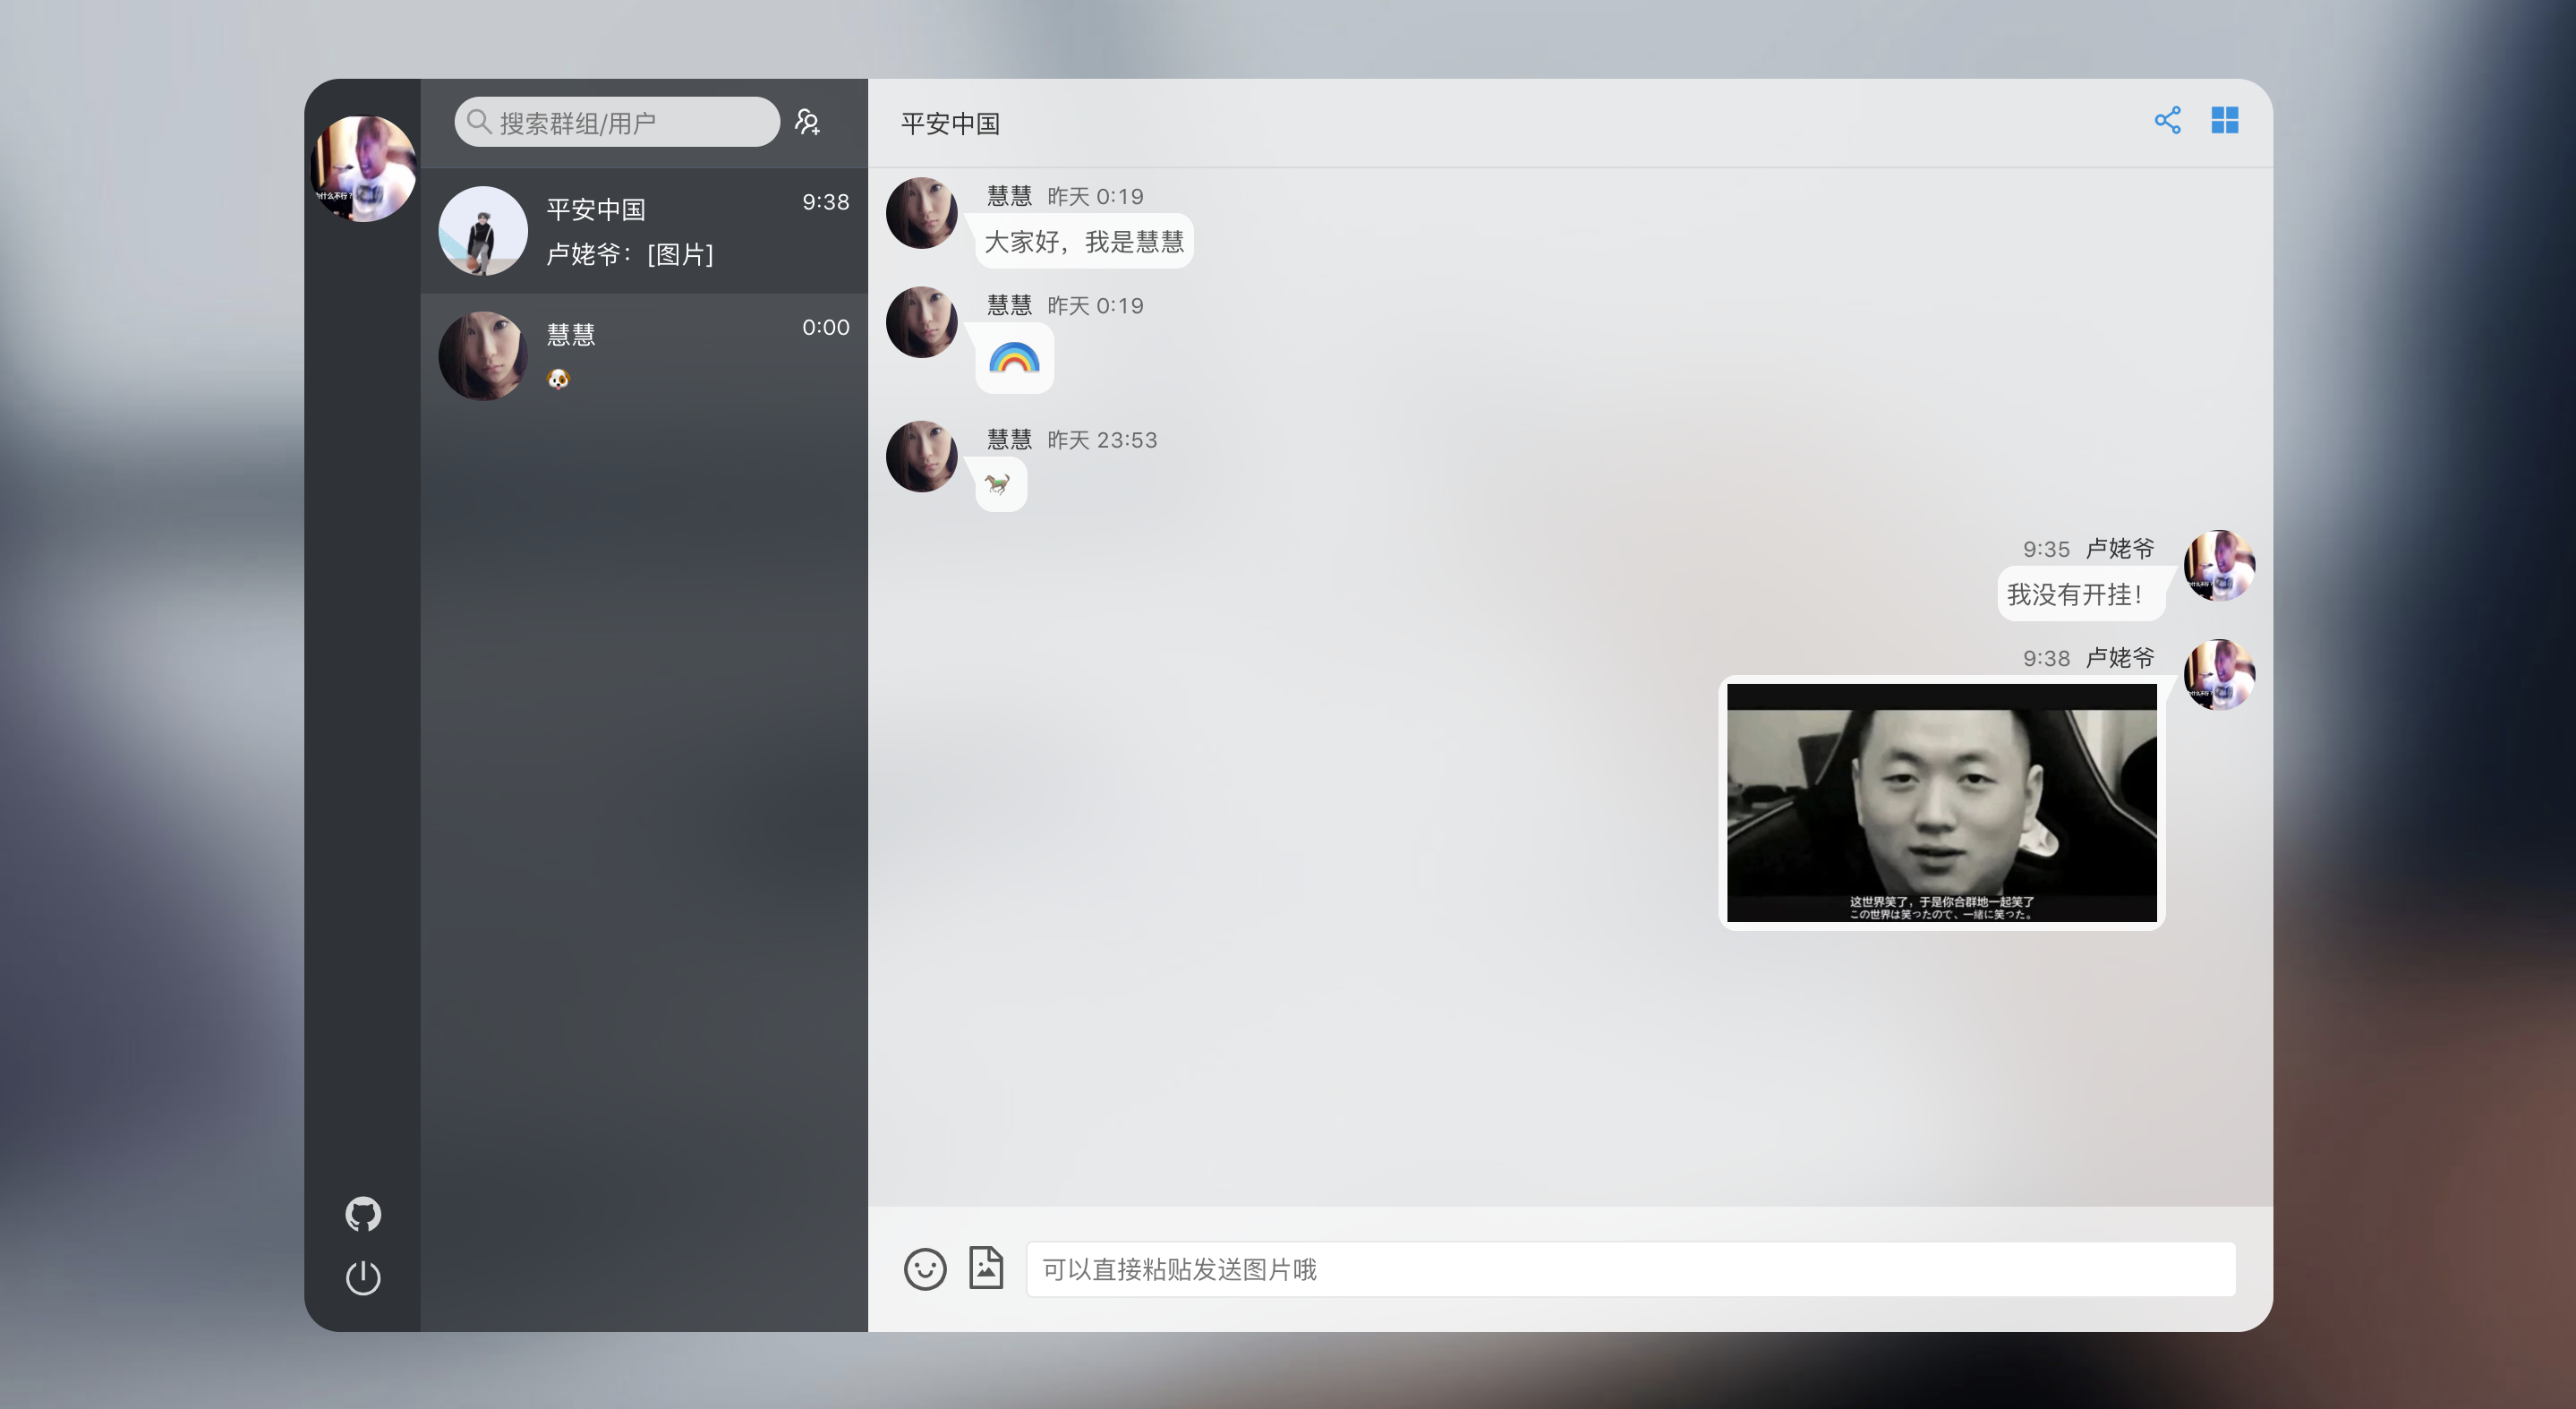 为什么不行？
搜索群组/用户
平安中国
9:38
卢姥爷：[图片]
慧慧
0:00
平安中国
慧慧 昨天 0:19
大家好，我是慧慧
慧慧 昨天 0:19
慧慧 昨天 23:53
9:35 卢姥爷
我没有开挂！
9:38 卢姥爷
这世界笑了，于是你合群地一起笑了
この世界は笑ったので、一緒に笑った。
可以直接粘贴发送图片哦